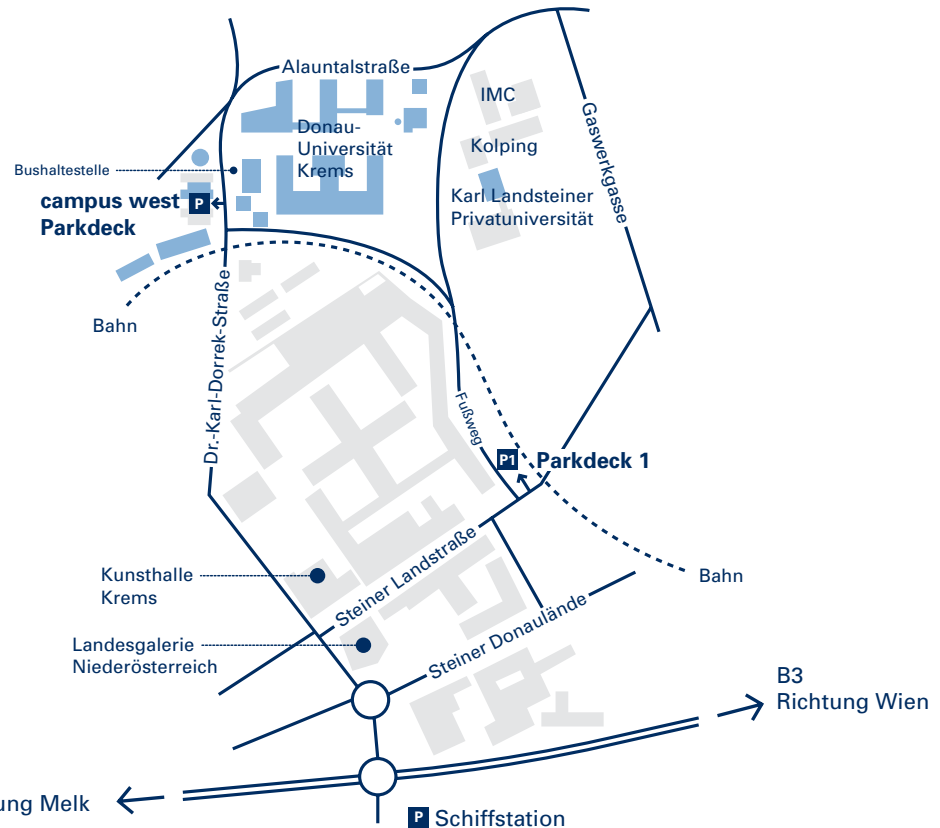 Alauntalstraße
IMC
Donau-
Universität
Krems
Gaswerkgasse
Kolping
Bushaltestelle
Karl Landsteiner
Privatuniversität
campus west
Parkdeck
P
Bahn
Dr.-Karl-Dorrek-Straße
Fußweg
P1 Parkdeck 1
Steiner Landstraße
Kunsthalle
Krems
Bahn
Landesgalerie
Niederösterreich
Steiner Donaulände
B3
Richtung Wien
Melk
P Schiffstation